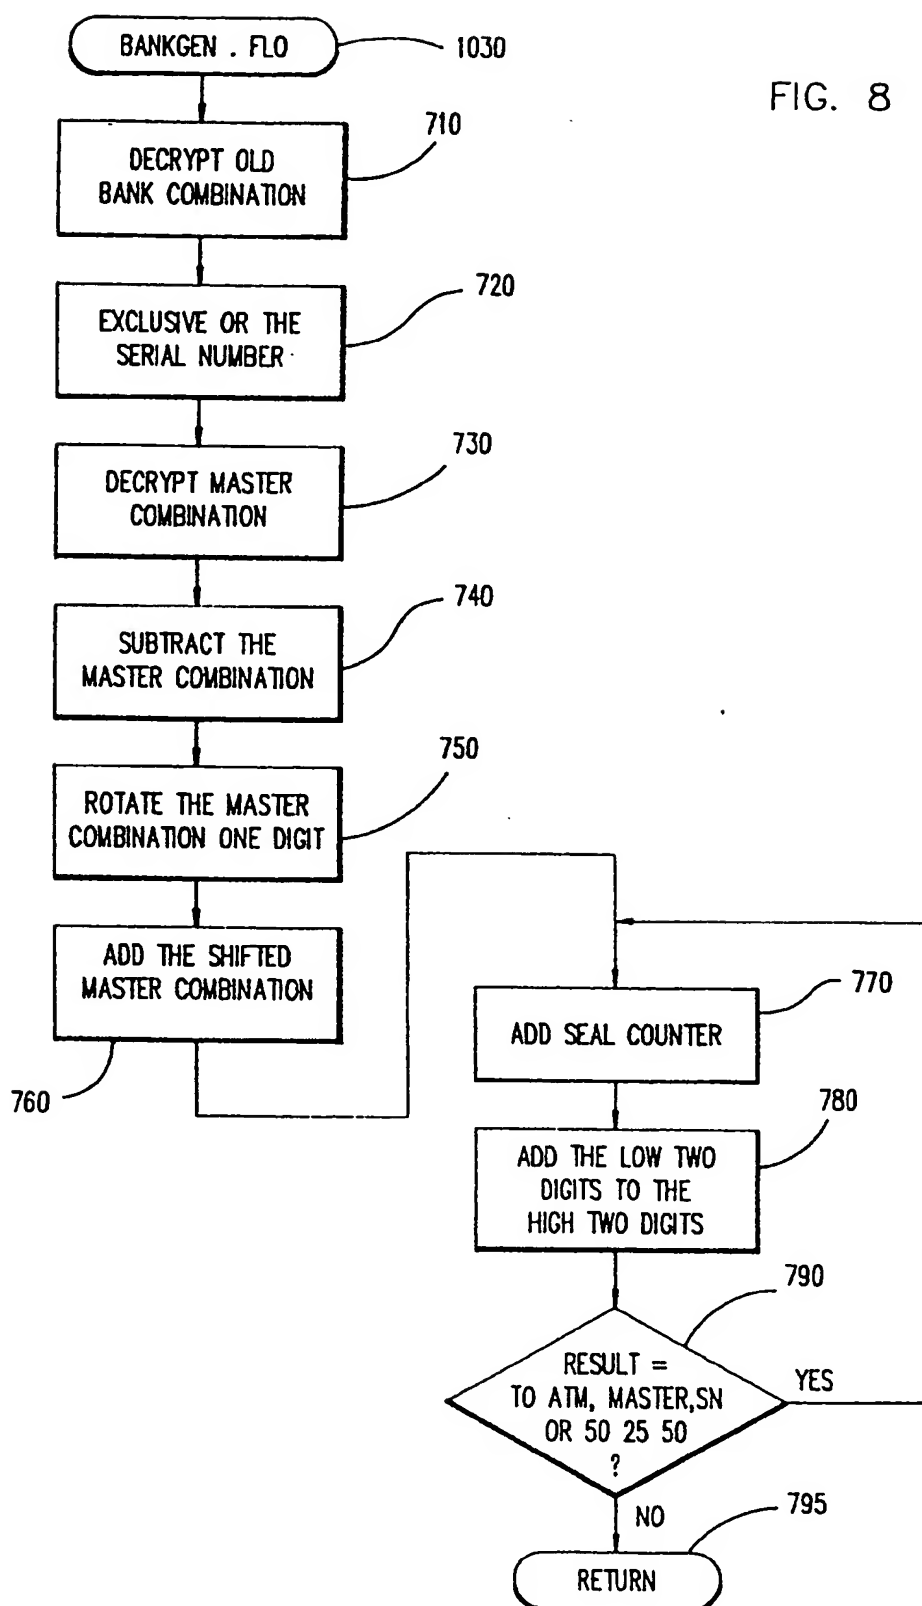 BANKGEN . FLO
1030
FIG. 8
710
DECRYPT OLD
BANK COMBINATION
720
EXCLUSIVE OR THE
SERIAL NUMBER
730
DECRYPT MASTER
COMBINATION
740
SUBTRACT THE
MASTER COMBINATION
750
ROTATE THE MASTER
COMBINATION ONE DIGIT
ADD THE SHIFTED
MASTER COMBINATION
760
770
ADD SEAL COUNTER
780
ADD THE LOW TWO
DIGITS TO THE
HIGH TWO DIGITS
790
RESULT =
TO ATM, MASTER,SN
OR 50 25 50
?
YES
NO
795
RETURN